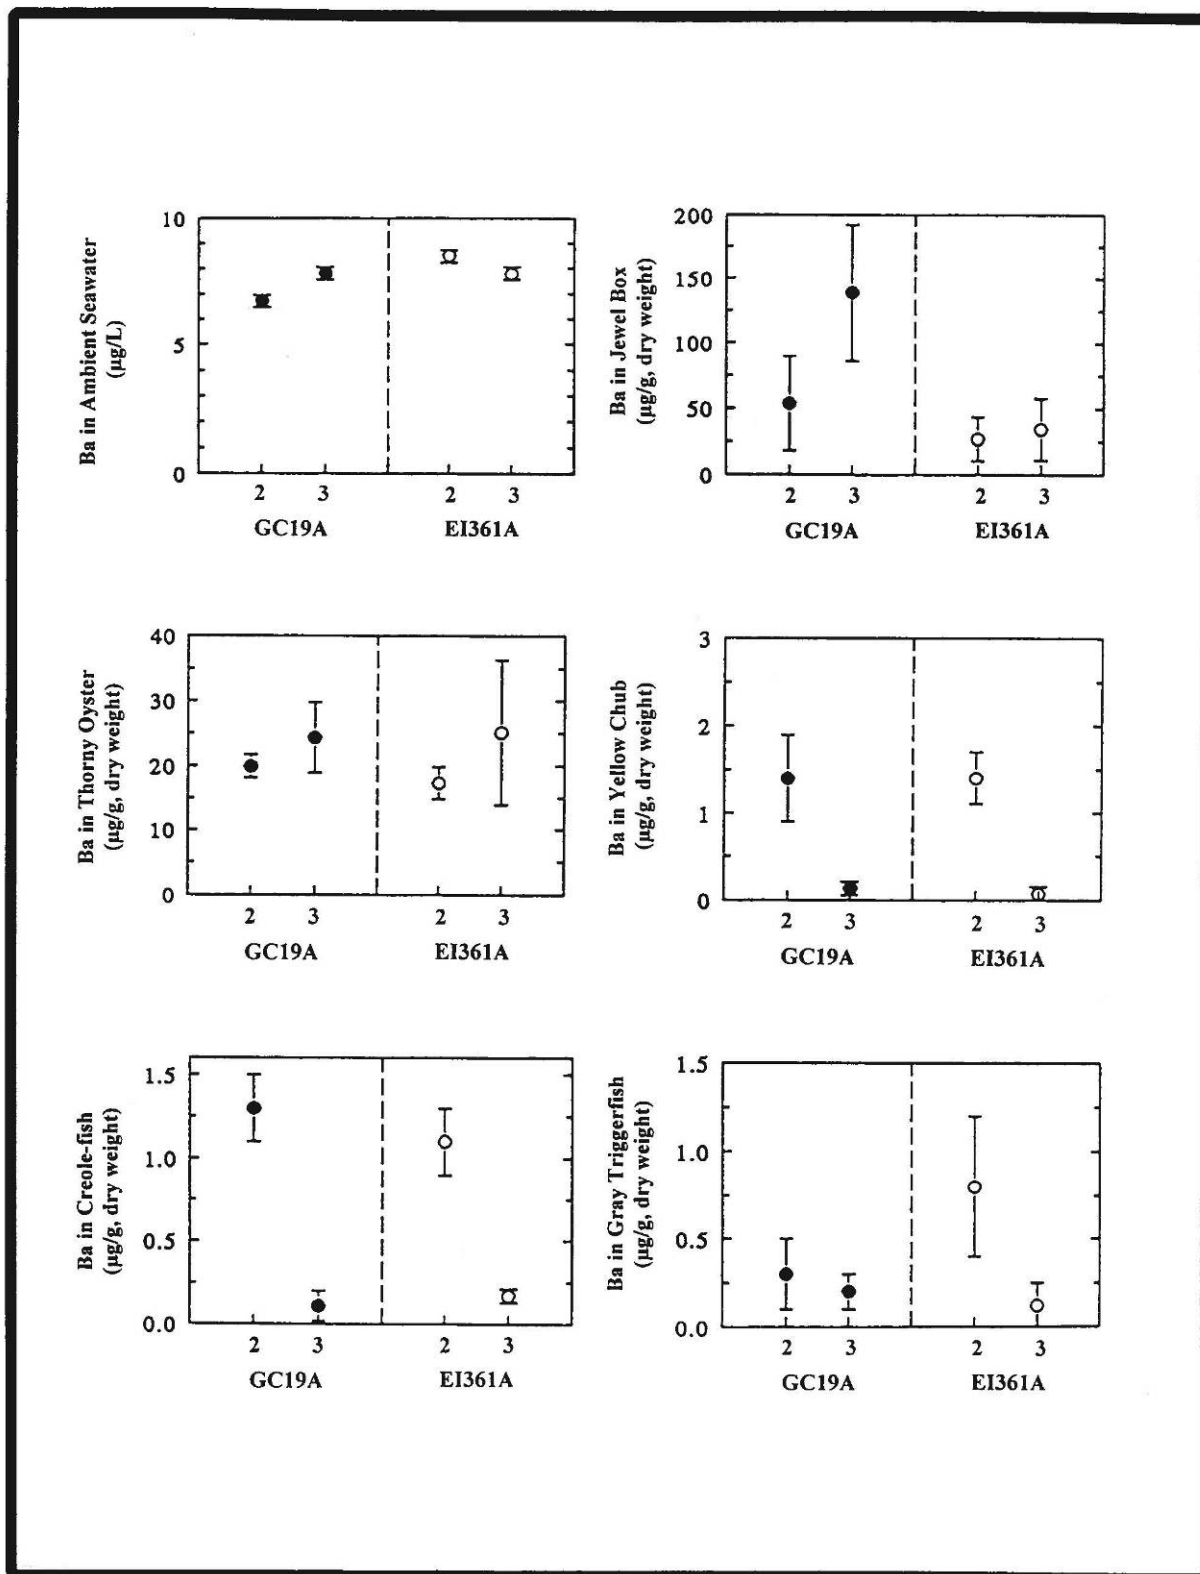 Ba in Ambient Seawater
(µg/L)
10
5
0
2 3 2 3
GC19A EI361A
Ba in Jewel Box
(µg/g, dry weight)
200
150
100
50
0
2 3 2 3
GC19A EI361A
Ba in Thorny Oyster
(µg/g, dry weight)
40
30
20
10
0
2 3 2 3
GC19A EI361A
Ba in Yellow Chub
(µg/g, dry weight)
3
2
1
0
2 3 2 3
GC19A EI361A
Ba in Creole-fish
(µg/g, dry weight)
1.5
1.0
0.5
0.0
2 3 2 3
GC19A EI361A
Ba in Gray Triggerfish
(µg/g, dry weight)
1.5
1.0
0.5
0.0
2 3 2 3
GC19A EI361A